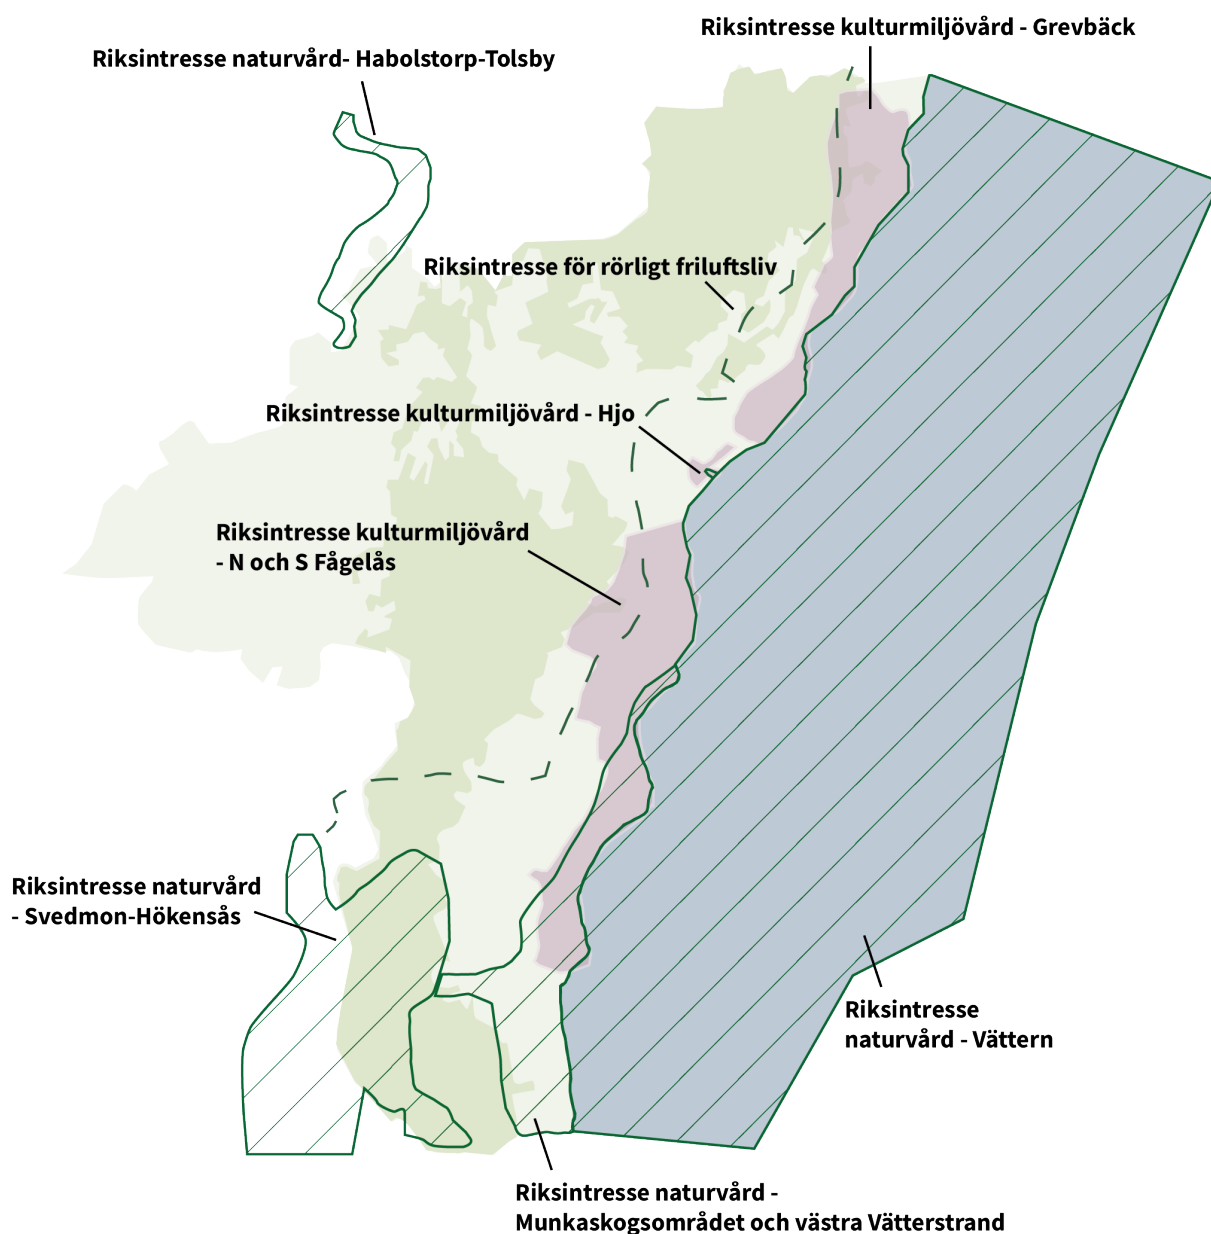 Riksintresse kulturmiljövård - Grevbäck
Riksintresse naturvård- Habolstorp-Tolsby
Riksintresse för rörligt friluftsliv
Riksintresse kulturmiljövård - Hjo
Riksintresse kulturmiljövård
- N och S Fågelås
Riksintresse naturvård
- Svedmon-Hökensås
Riksintresse
naturvård - Vättern
Riksintresse naturvård -
Munkaskogsområdet och västra Vätterstrand